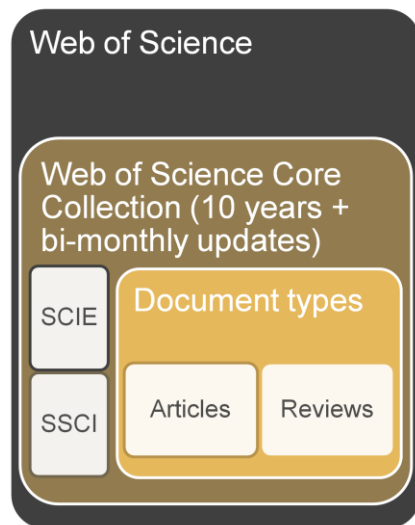 Web of Science
Web of Science Core
Collection (10 years +
bi-monthly updates)
SCIE
Document types
SSCI
Articles
Reviews